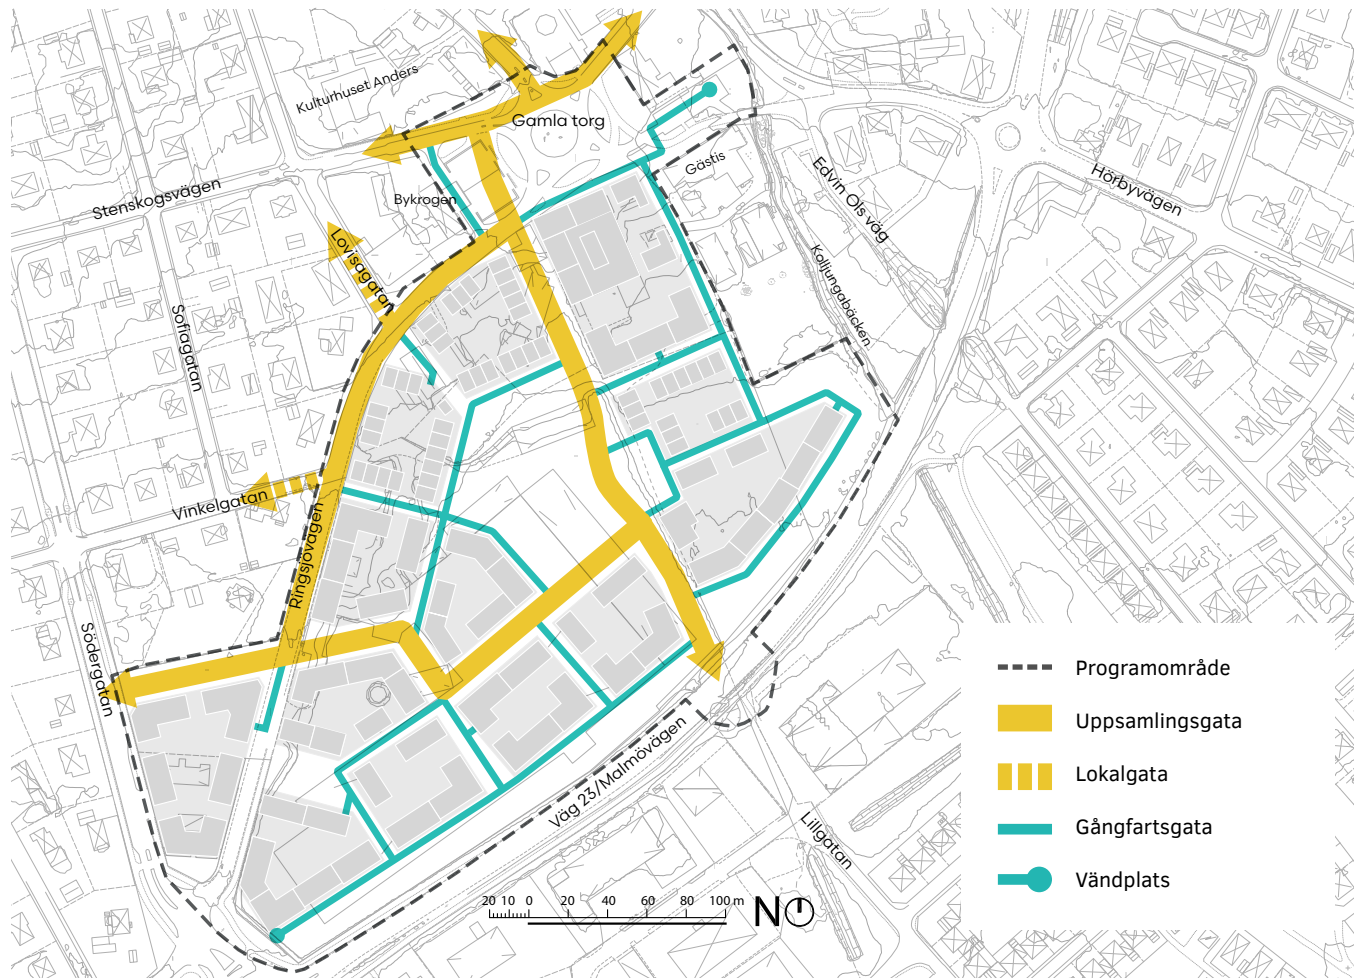 Kulturhuset Anders
Gamla torg
Stenskogsvägen
Bykrogen
Gästis
Edvin Ols väg
Hörbyvägen
Lovisagatan
Kolljungabäcken
Sofiagatan
Vinkelgatan
Ringsjövägen
Södergatan
Väg 23/Malmövägen
Lillgatan
Programområde
Uppsamlingsgata
Lokalgata
Gångfartsgata
Vändplats
20 10 0 20 40 60 80 100 m
N